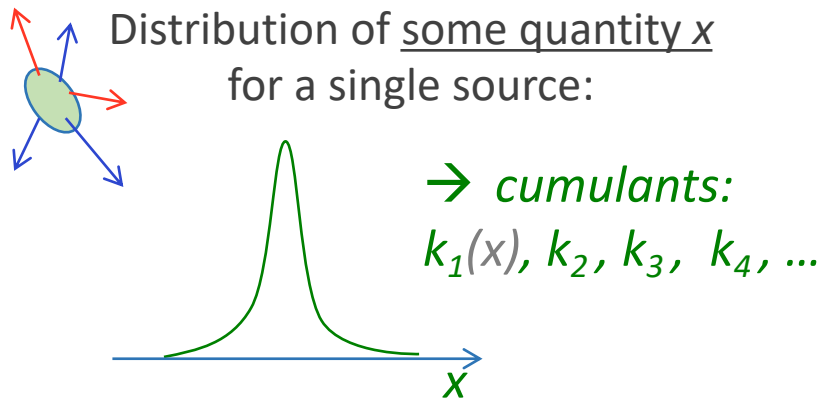 Distribution of some quantity x
for a single source:
→ cumulants:
k₁(x), k₂, k₃, k₄, ...
x